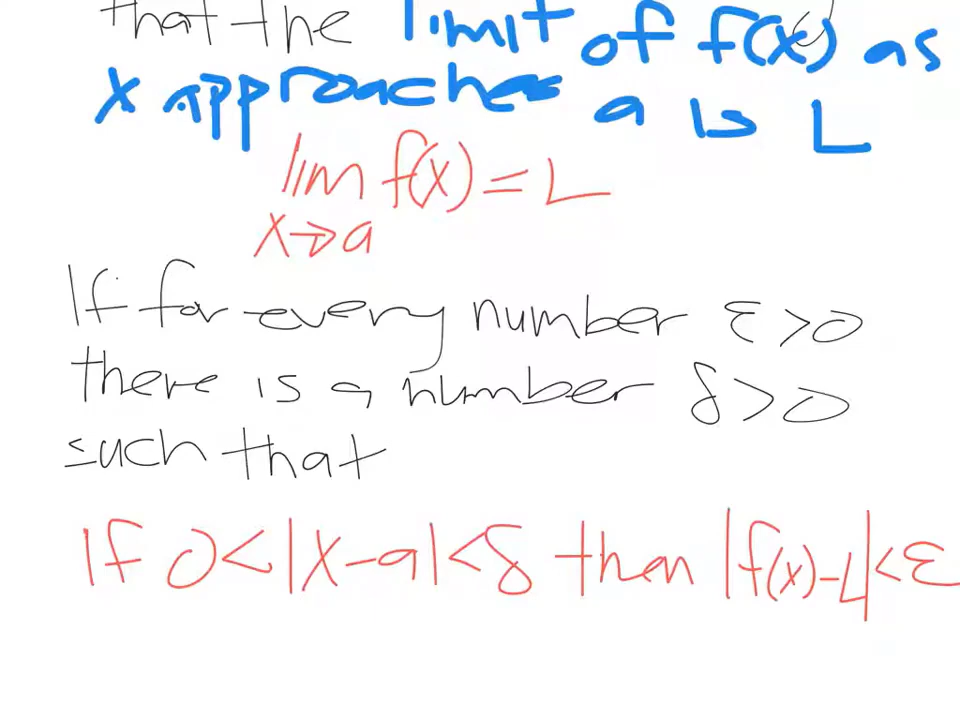 that the limit of f(x) as
x approaches a is L
lim f(x) = L
x→a
If for every number ε > 0
there is a number δ > 0
such that
If 0 < |x - a| < δ then |f(x) - L| < ε